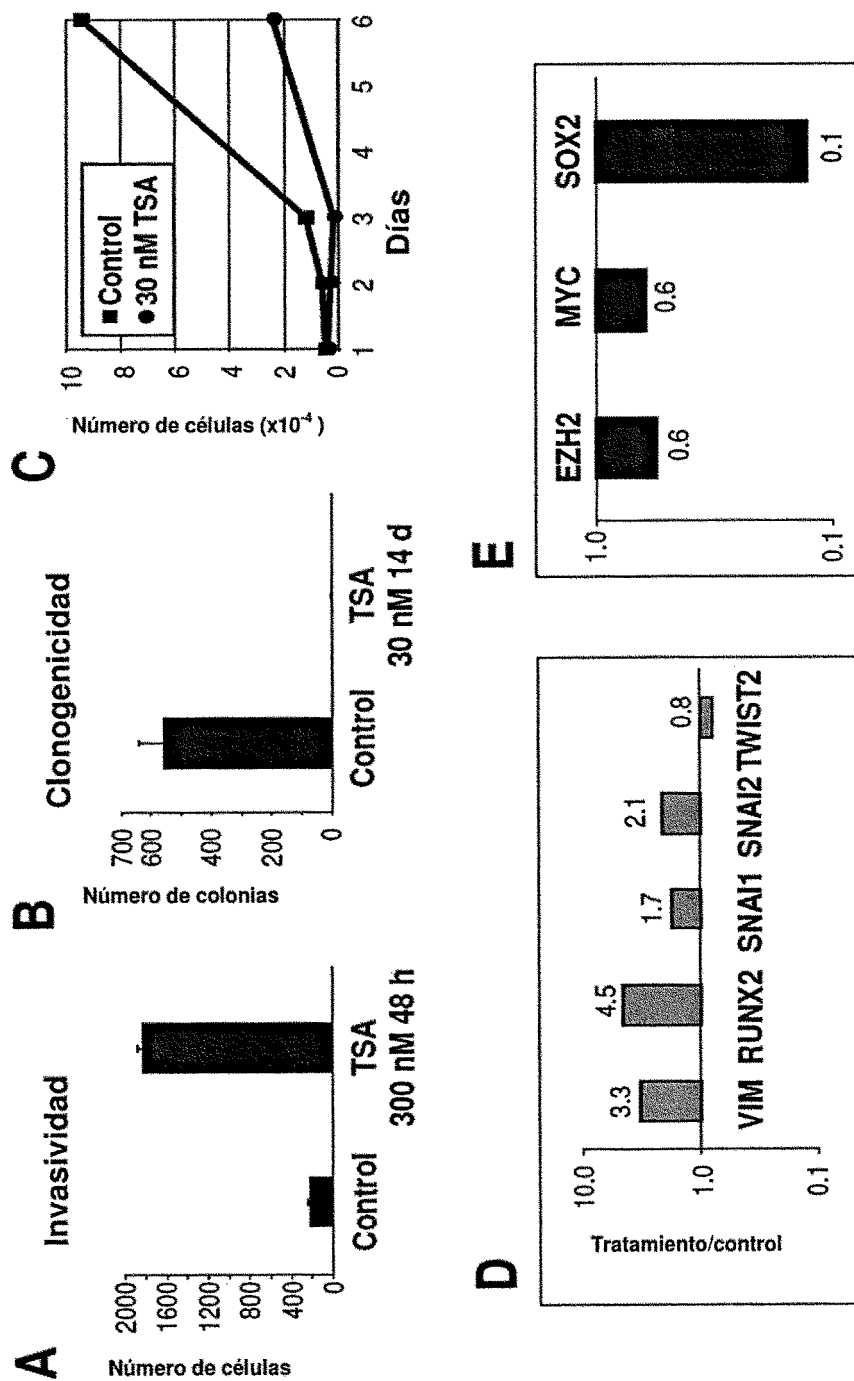 A
Invasividad
Número de células
2000
1600
1200
800
400
0
Control
TSA
300 nM 48 h
B
Clonogenicidad
Número de colonias
700
600
400
200
0
Control
TSA
30 nM 14 d
C
Número de células (x10⁻⁴ )
10
8
6
4
2
0
Control
30 nM TSA
1 2 3 4 5 6
Días
D
Tratamiento/control
10.0
1.0
0.1
3.3
4.5
1.7
2.1
0.8
VIM RUNX2 SNAI1 SNAI2 TWIST2
E
1.0
0.1
EZH2 MYC SOX2
0.6
0.6
0.1